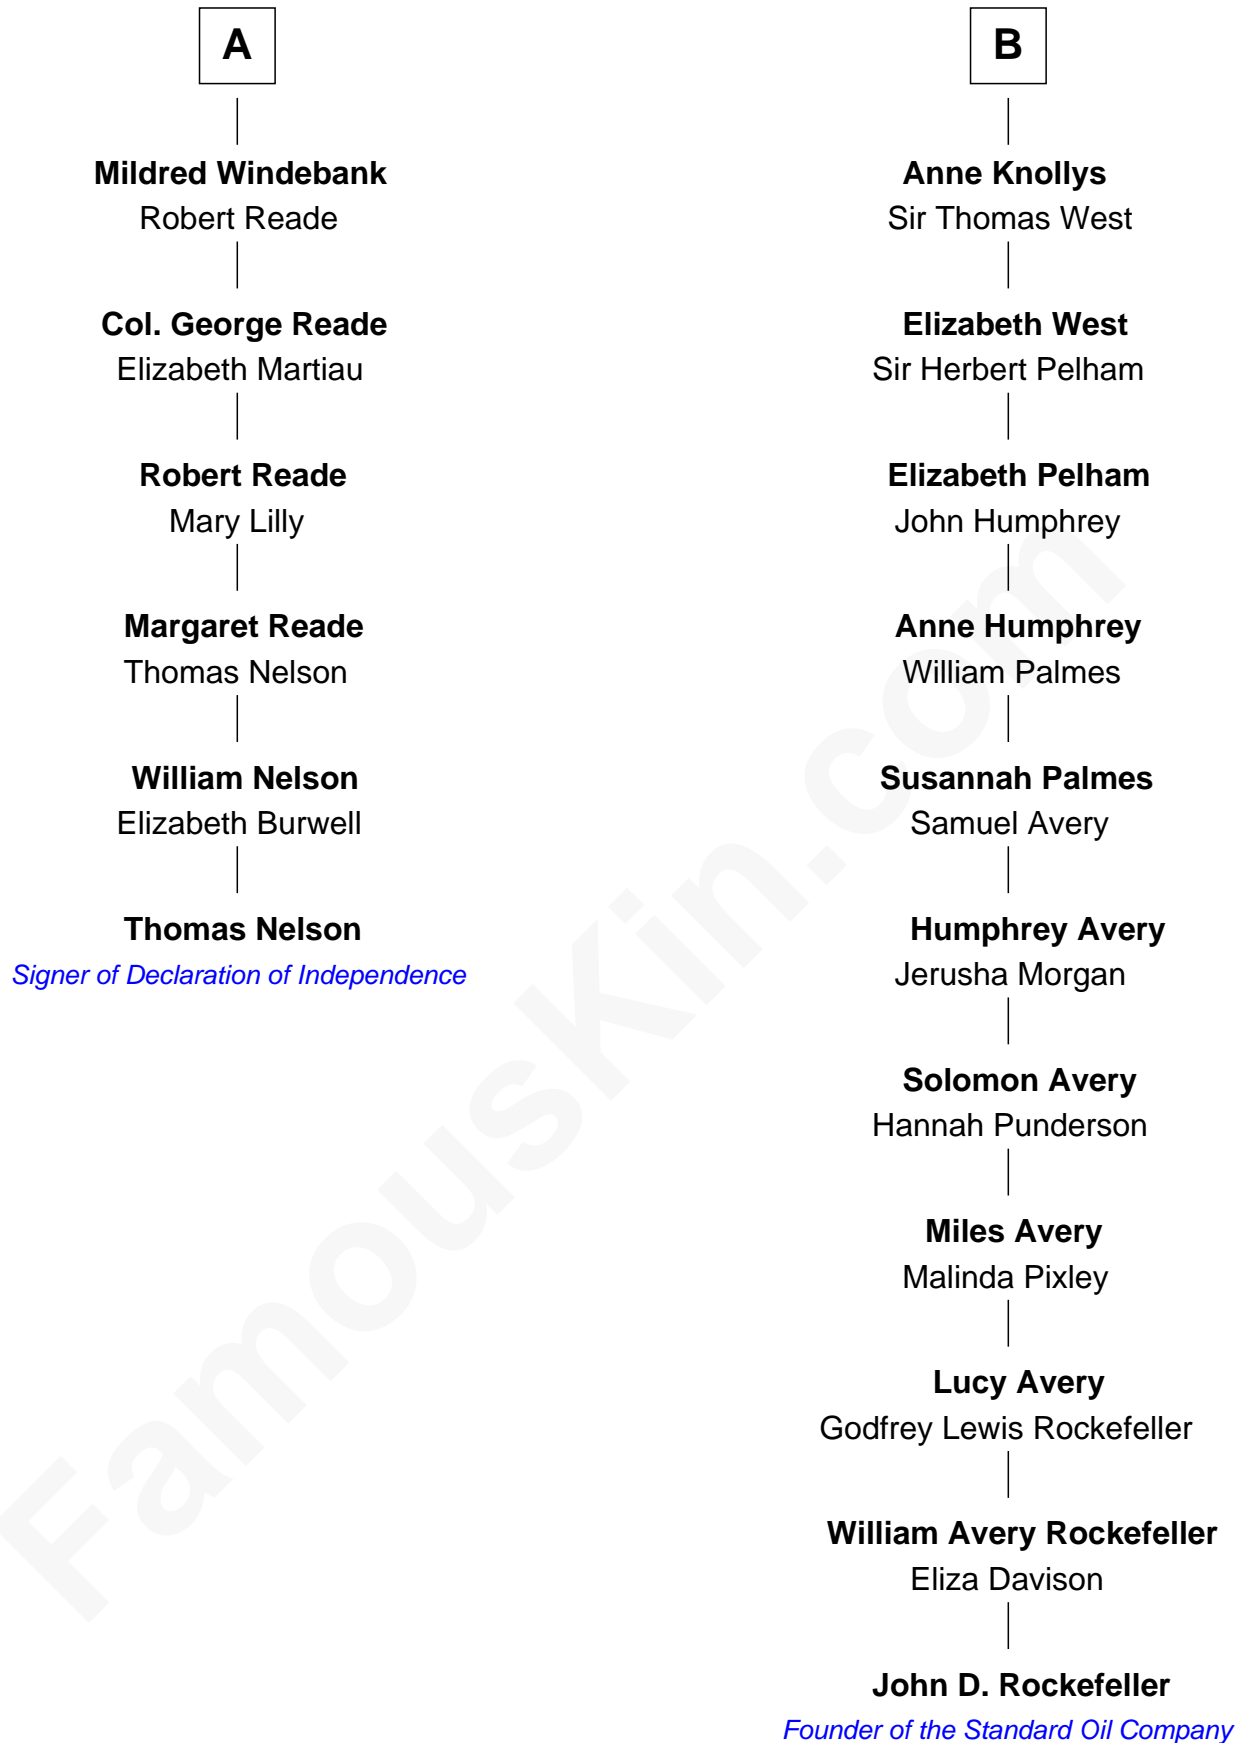 A
Mildred Windebank
Robert Reade
Col. George Reade
Elizabeth Martiau
Robert Reade
Mary Lilly
Margaret Reade
Thomas Nelson
William Nelson
Elizabeth Burwell
Thomas Nelson
Signer of Declaration of Independence
B
Anne Knollys
Sir Thomas West
Elizabeth West
Sir Herbert Pelham
Elizabeth Pelham
John Humphrey
Anne Humphrey
William Palmes
Susannah Palmes
Samuel Avery
Humphrey Avery
Jerusha Morgan
Solomon Avery
Hannah Punderson
Miles Avery
Malinda Pixley
Lucy Avery
Godfrey Lewis Rockefeller
William Avery Rockefeller
Eliza Davison
John D. Rockefeller
Founder of the Standard Oil Company
FamousKin.com